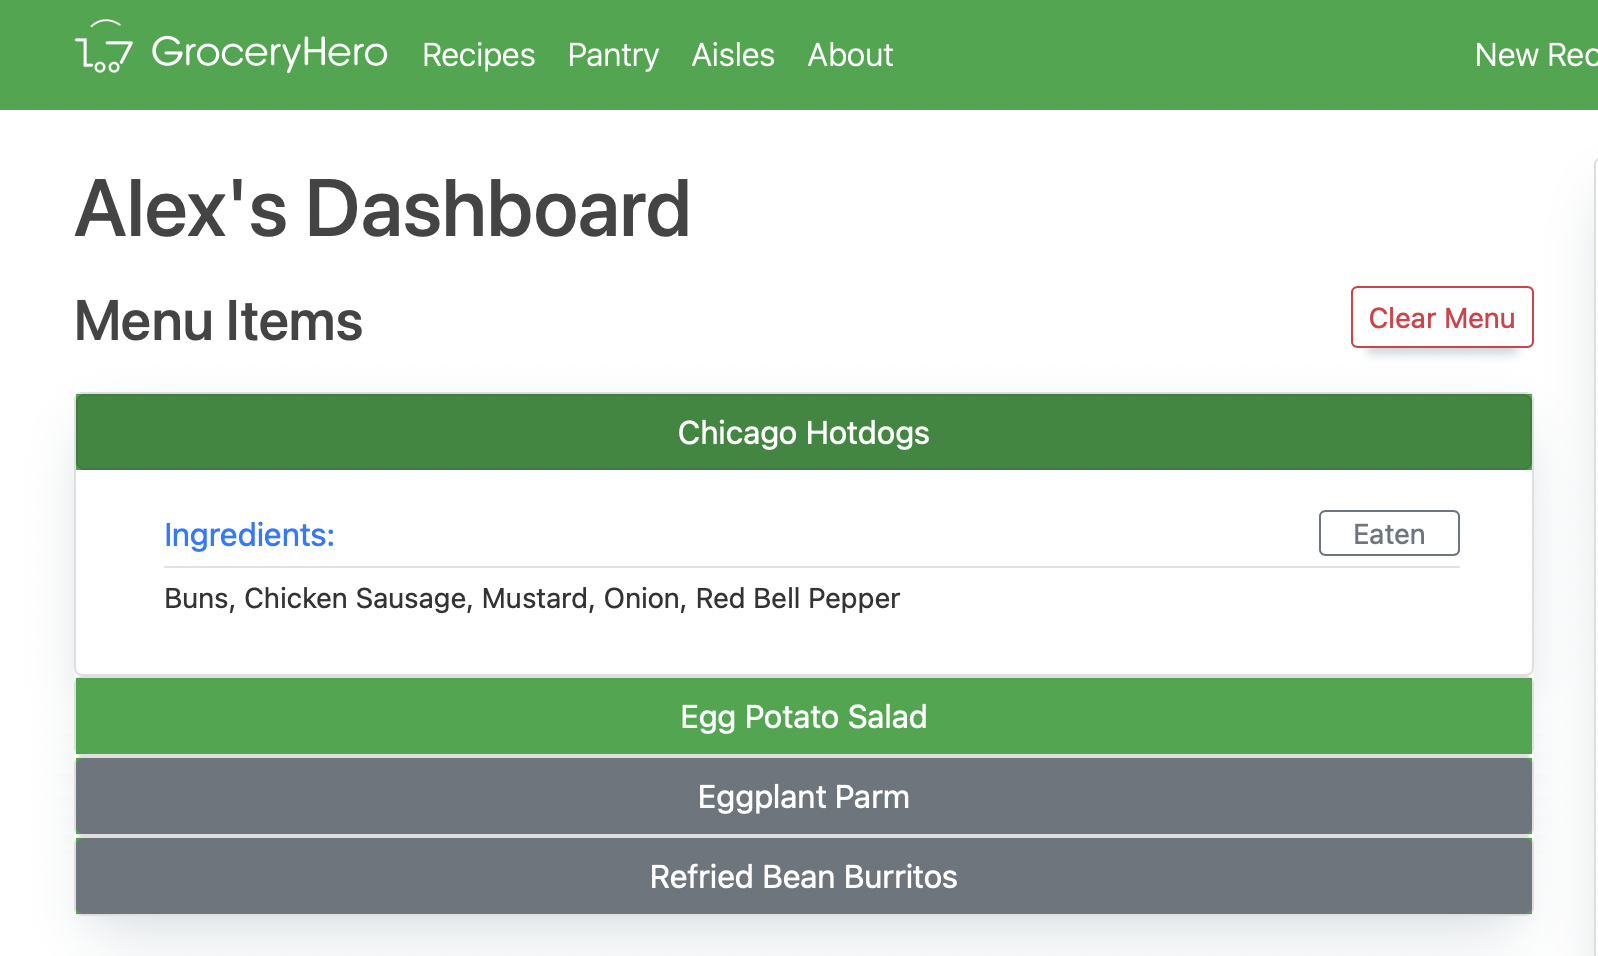 GroceryHero Recipes Pantry Aisles About New Rec
Alex's Dashboard
Menu Items Clear Menu
Chicago Hotdogs
Ingredients: Eaten
Buns, Chicken Sausage, Mustard, Onion, Red Bell Pepper
Egg Potato Salad
Eggplant Parm
Refried Bean Burritos